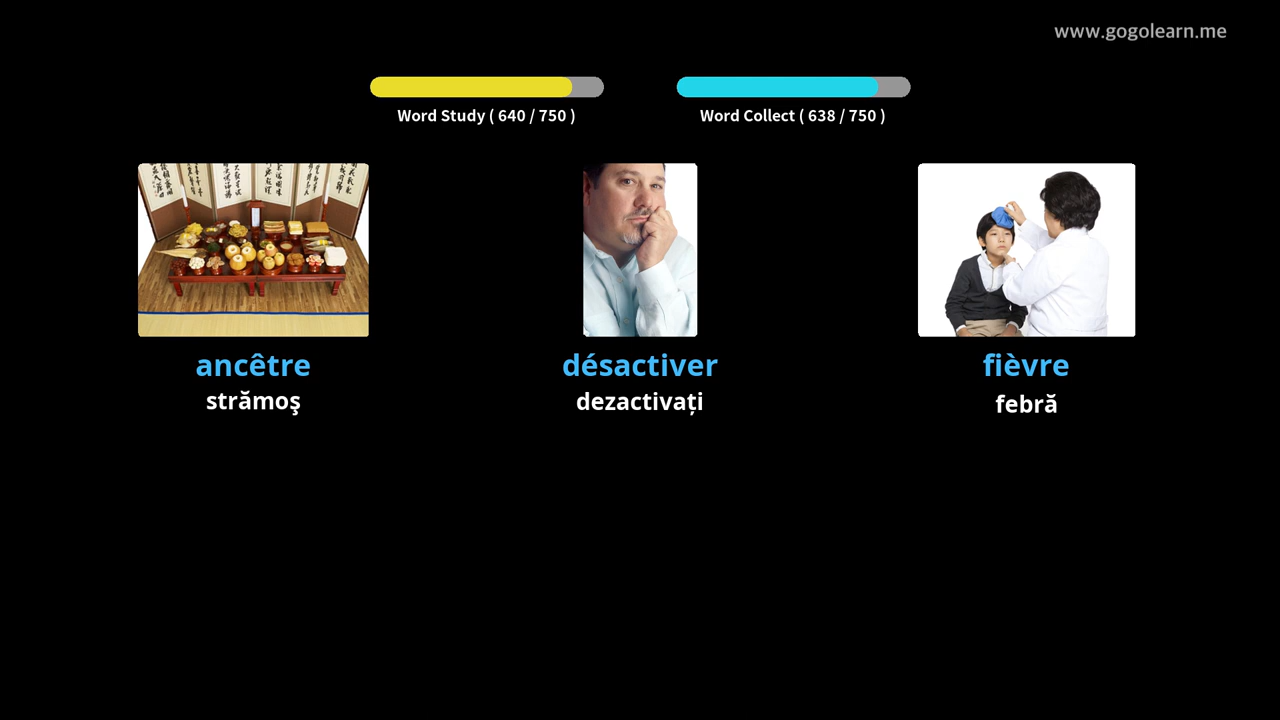 www.gogolearn.me
Word Study ( 640 / 750 )
Word Collect ( 638 / 750 )
ancêtre
strămoş
désactiver
dezactivați
fièvre
febră